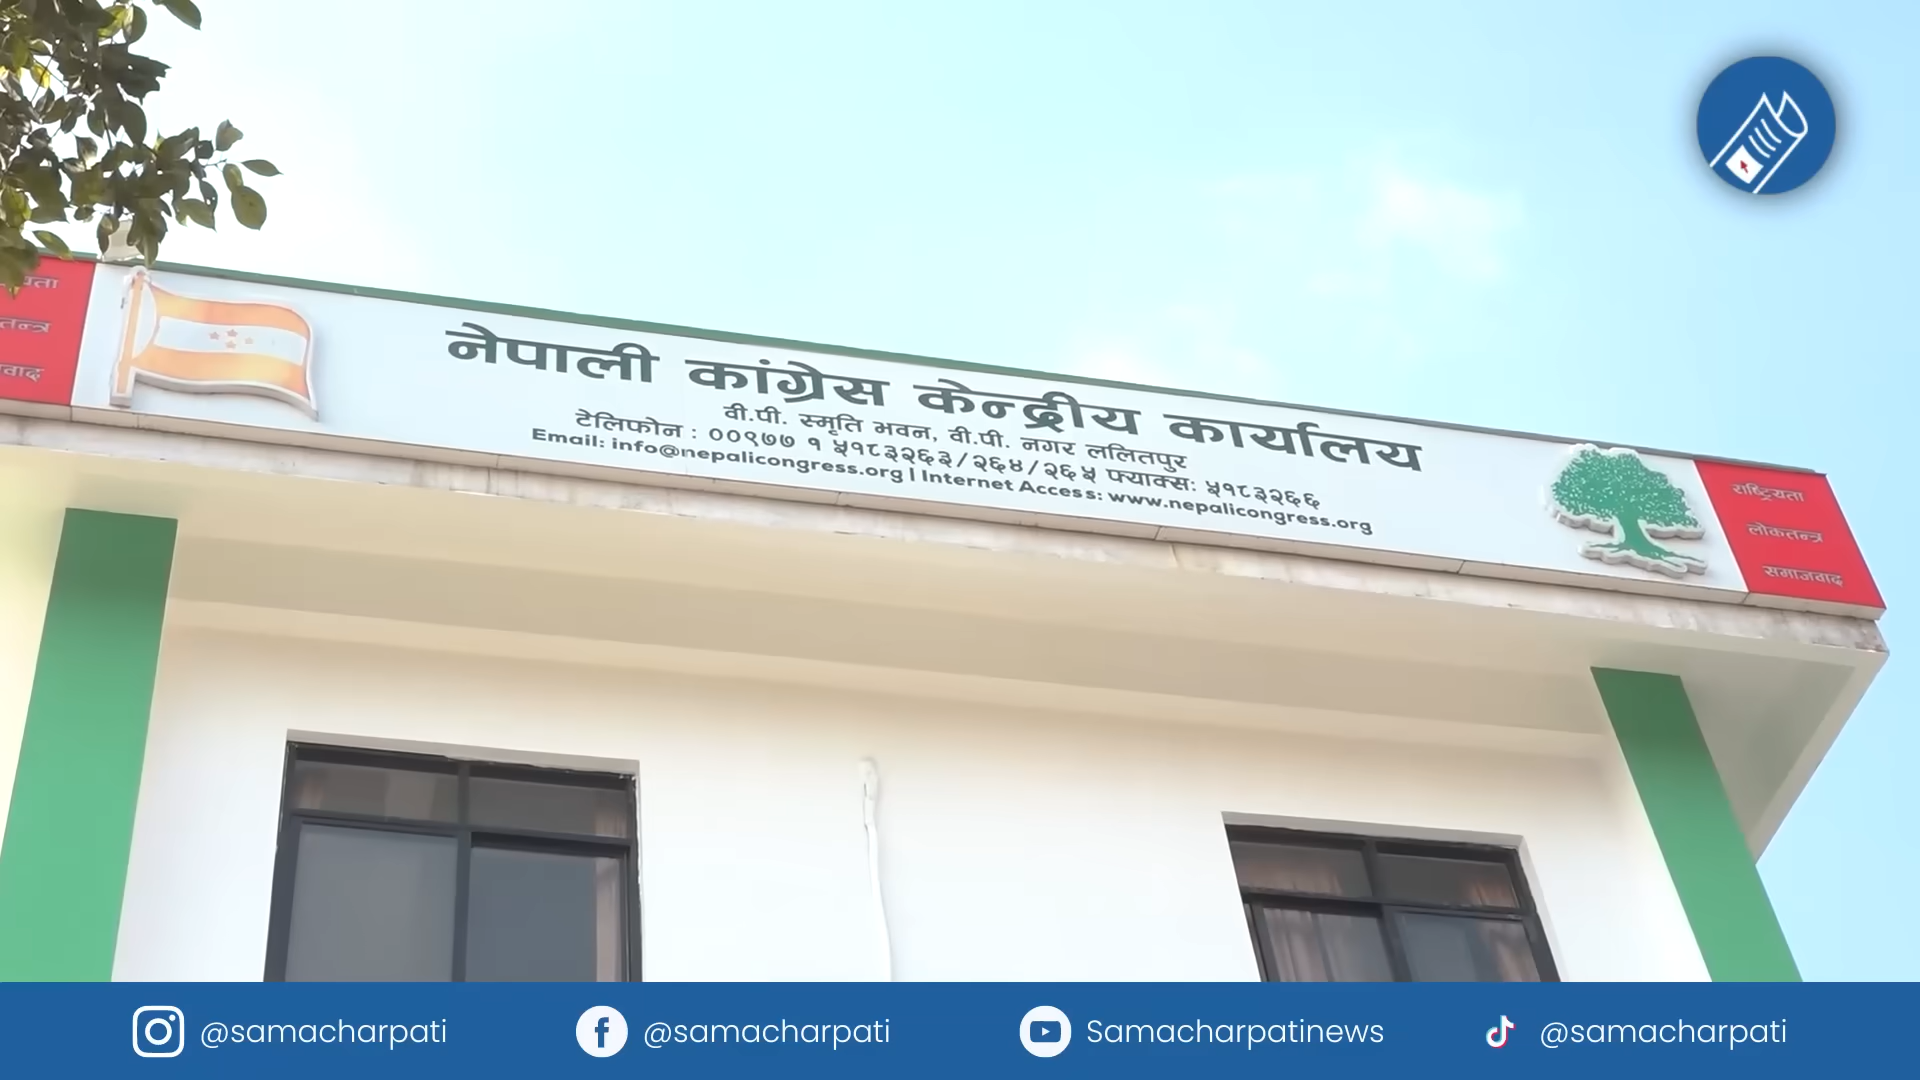 नेपाली कांग्रेस केन्द्रीय कार्यालय
वी.पी. स्मृति भवन, वी.पी. नगर ललितपुर
टेलिफोन : ००९७७ १ ५१८३२६३/२६४/२६५ फ्याक्स: ५१८३२६६
Email: info@nepalicongress.org | Internet Access: www.nepalicongress.org
राष्ट्रियता
लोकतन्त्र
समाजवाद
@samacharpati
@samacharpati
Samacharpatinews
@samacharpati